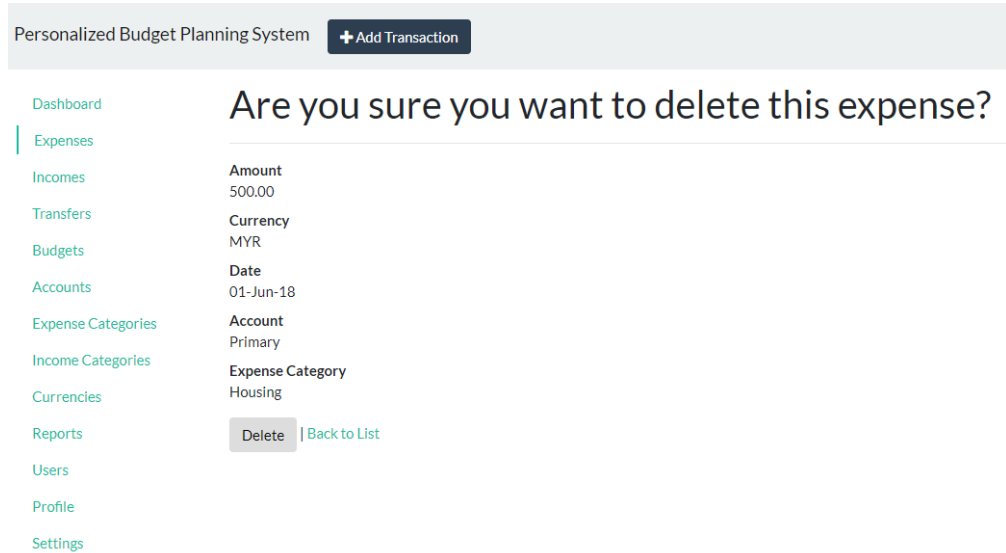 Personalized Budget Planning System
+ Add Transaction
Dashboard
Expenses
Incomes
Transfers
Budgets
Accounts
Expense Categories
Income Categories
Currencies
Reports
Users
Profile
Settings
Are you sure you want to delete this expense?
Amount
500.00
Currency
MYR
Date
01-Jun-18
Account
Primary
Expense Category
Housing
Delete | Back to List